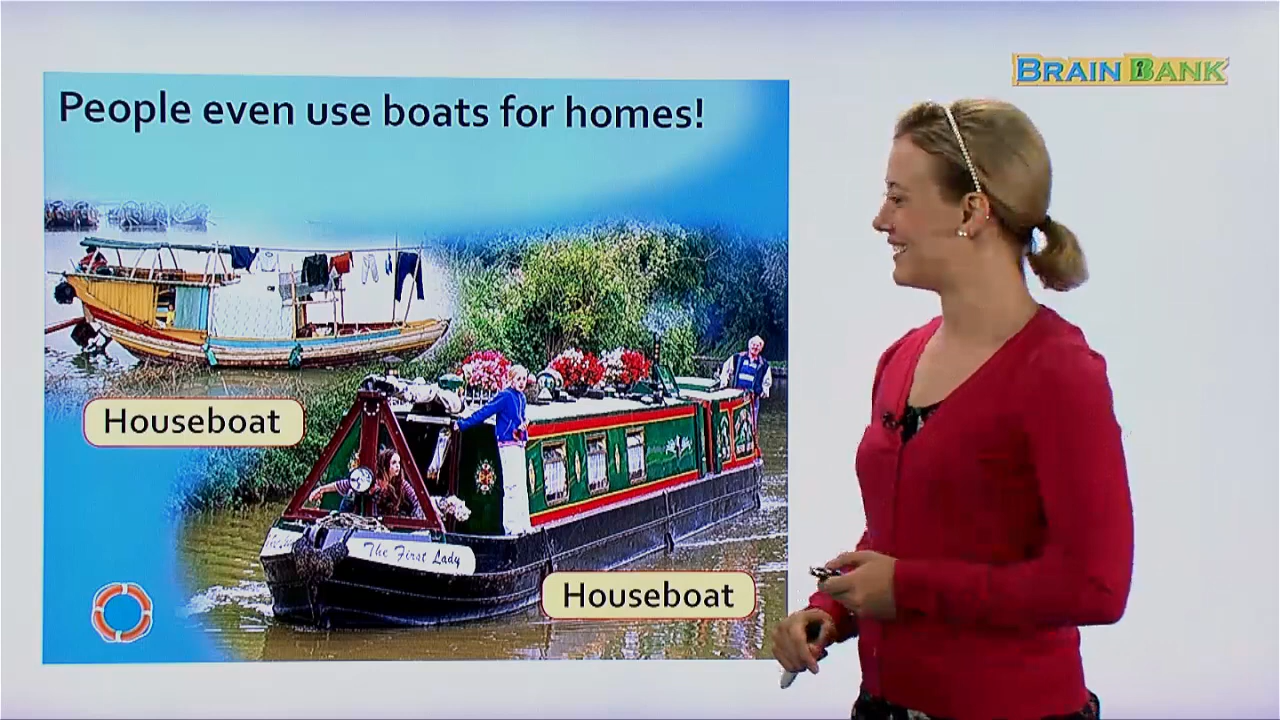 BRAIN BANK
People even use boats for homes!
Houseboat
The First Lady
Houseboat